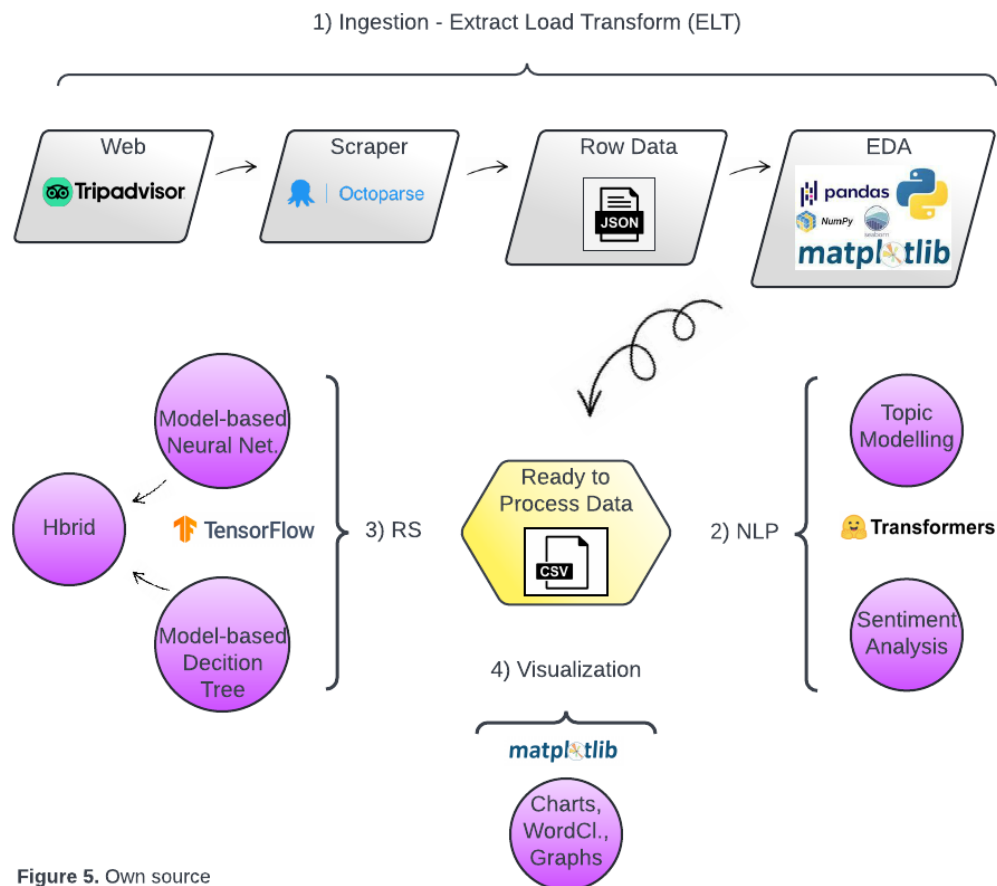 1) Ingestion - Extract Load Transform (ELT)
Web
Tripadvisor
Scraper
Octoparse
Row Data
JSON
EDA
pandas
NumPy
seaborn
matplotlib
Model-based
Neural Net.
Hbrid
TensorFlow
Model-based
Decition
Tree
3) RS
Ready to
Process Data
CSV
2) NLP
Topic
Modelling
Transformers
Sentiment
Analysis
4) Visualization
matplotlib
Charts,
WordCl.,
Graphs
Figure 5. Own source